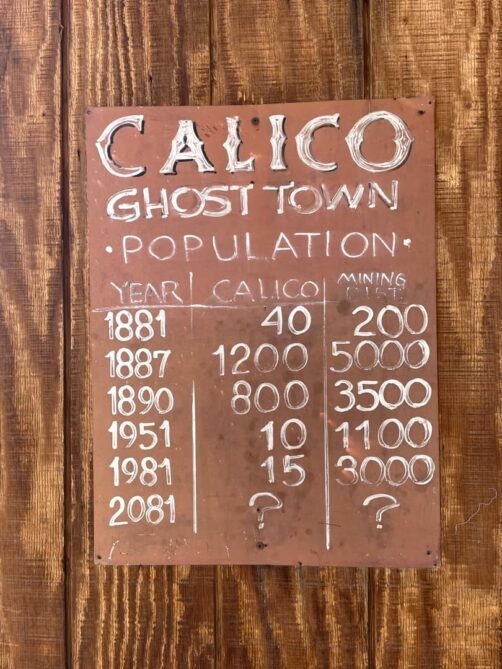 CALICO
GHOST TOWN
• POPULATION •
YEAR CALICO MINING DIST.
1881 40 200
1887 1200 5000
1890 800 3500
1951 10 1100
1981 15 3000
2081 ? ?